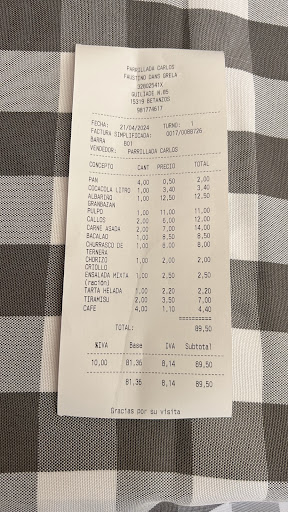 PARRILLADA CARLOS
FAUSTINO SANS GRELA
32802541X
GUILIADE N.85
15319 BETANZOS
981774617
FECHA: 21/04/2024 TURNO: 1
FACTURA SIMPLIFICADA: 0017/0088726
BARRA B01
VENDEDOR: PARRILLADA CARLOS
CONCEPTO CANT PRECIO TOTAL
PAN 4,00 0,50 2,00
COCACOLA LITRO 1,00 3,40 3,40
ALBARIÑO 1,00 12,50 12,50
GRANBAZAN
PULPO 1,00 11,00 11,00
CALLOS 2,00 6,00 12,00
CARNE ASADA 2,00 7,00 14,00
BACALAO 1,00 8,50 8,50
CHURRASCO DE 1,00 8,00 8,00
TERNERA
CHORIZO 1,00 2,00 2,00
CRIOLLO
ENSALADA MIXTA 1,00 2,50 2,50
(ración)
TARTA HELADA 1,00 2,20 2,20
TIRAMISU 2,00 3,50 7,00
CAFE 4,00 1,10 4,40
=========
TOTAL: 89,50
%IVA Base IVA Subtotal
10,00 81,36 8,14 89,50
81,36 8,14 89,50
Gracias por su visita